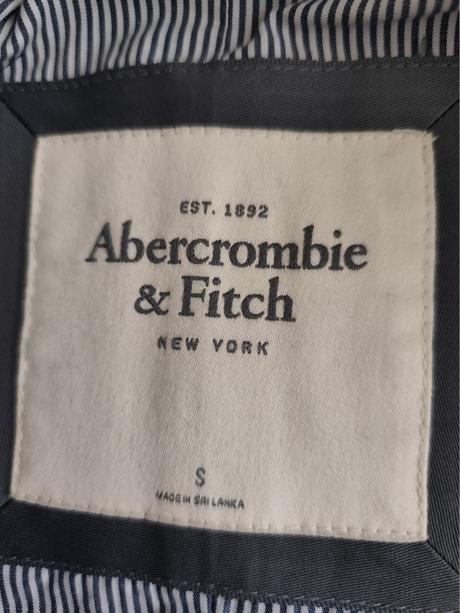 EST. 1892
Abercrombie
& Fitch
NEW YORK
S
MADE IN SRI LANKA